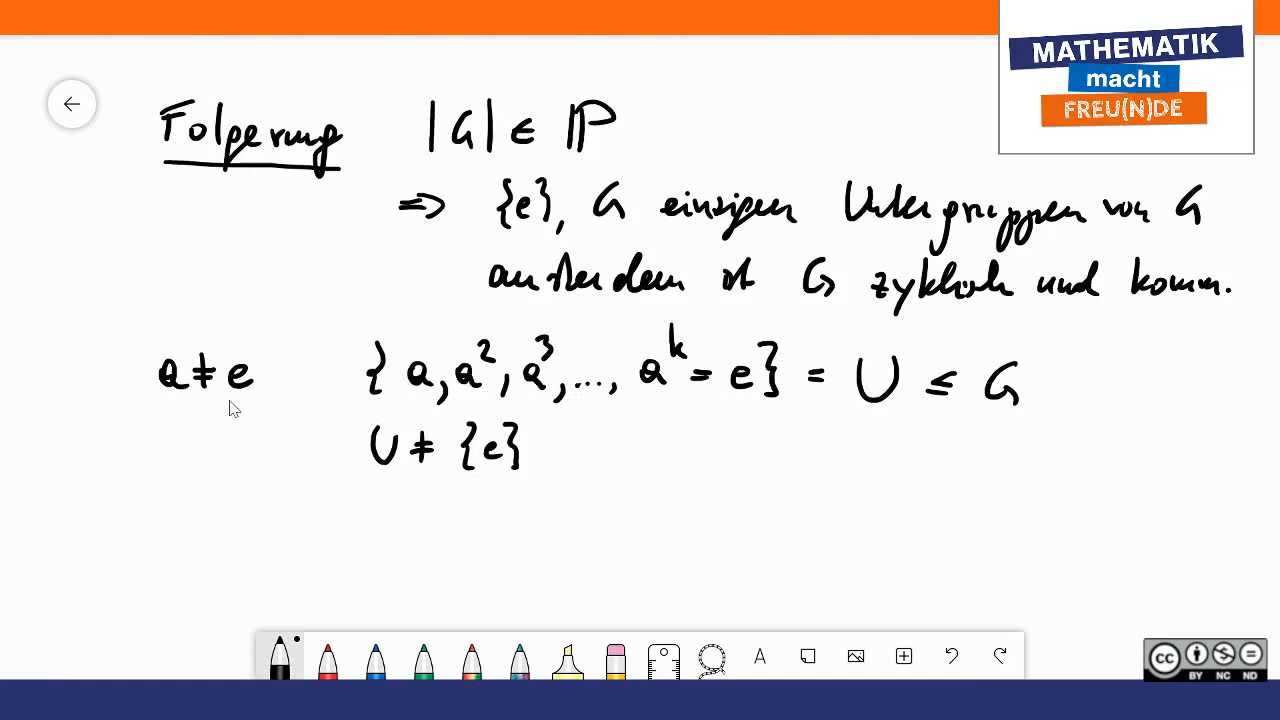 MATHEMATIK
macht
FREU(N)DE
Folgerung |G| ∈ ℙ
⇒ {e}, G einzigen Untergruppen von G
außerdem ist G zyklisch und komm.
a ≠ e {a, a², a³, ..., aᵏ = e} = U ≤ G
U ≠ {e}
A
cc BY NC ND